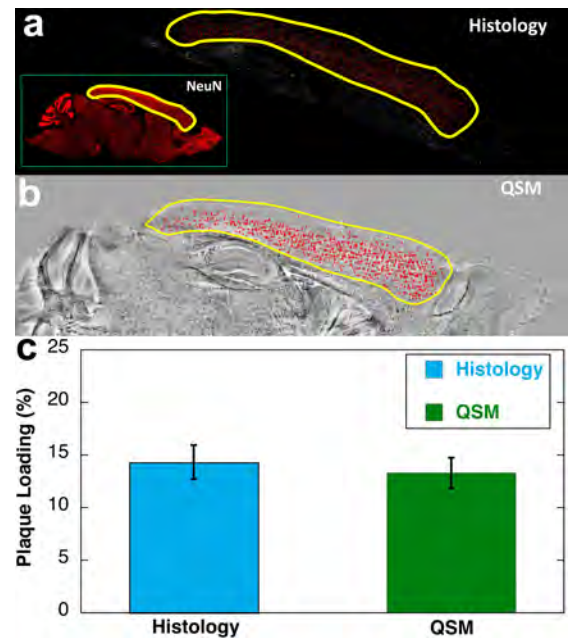 a
Histology
NeuN
b
QSM
c
25
20
15
10
5
0
Plaque Loading (%)
Histology
QSM
Histology
QSM